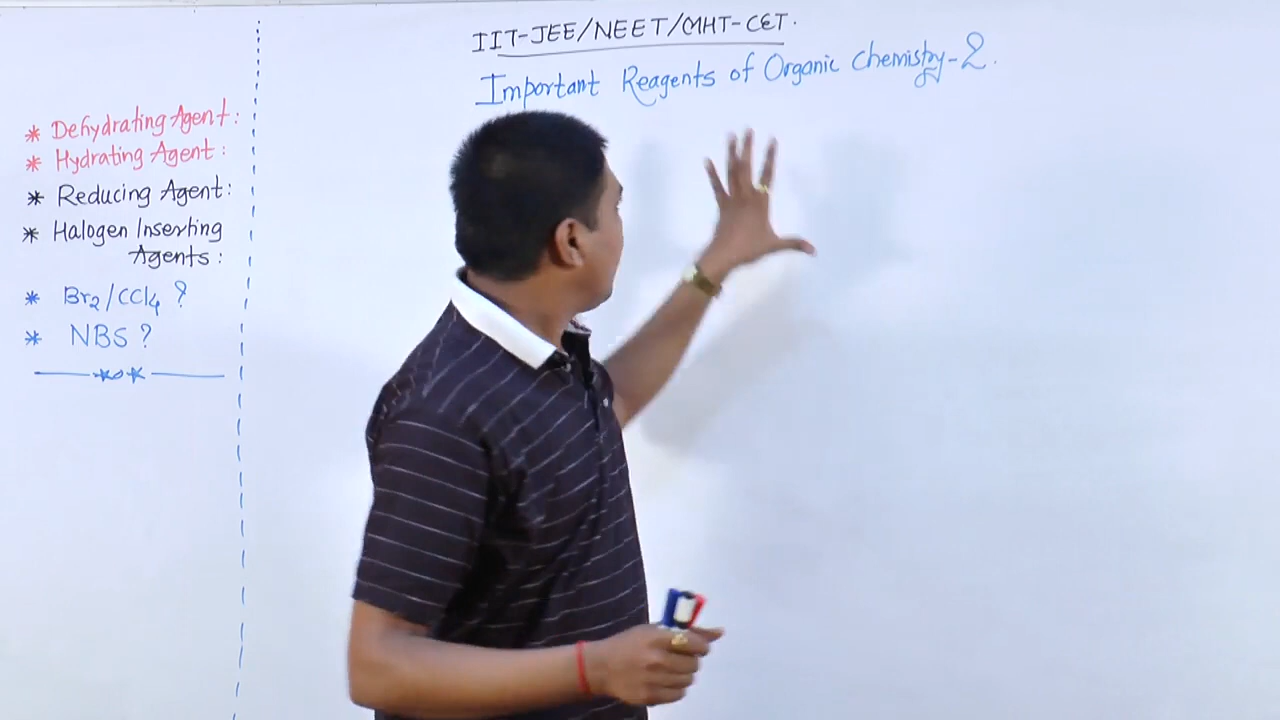 IIT-JEE/NEET/MHT-CET.
Important Reagents of Organic Chemistry-2.
* Dehydrating Agent:
* Hydrating Agent:
* Reducing Agent:
* Halogen Inserting
Agents:
* Br₂/CCl₄ ?
* NBS ?